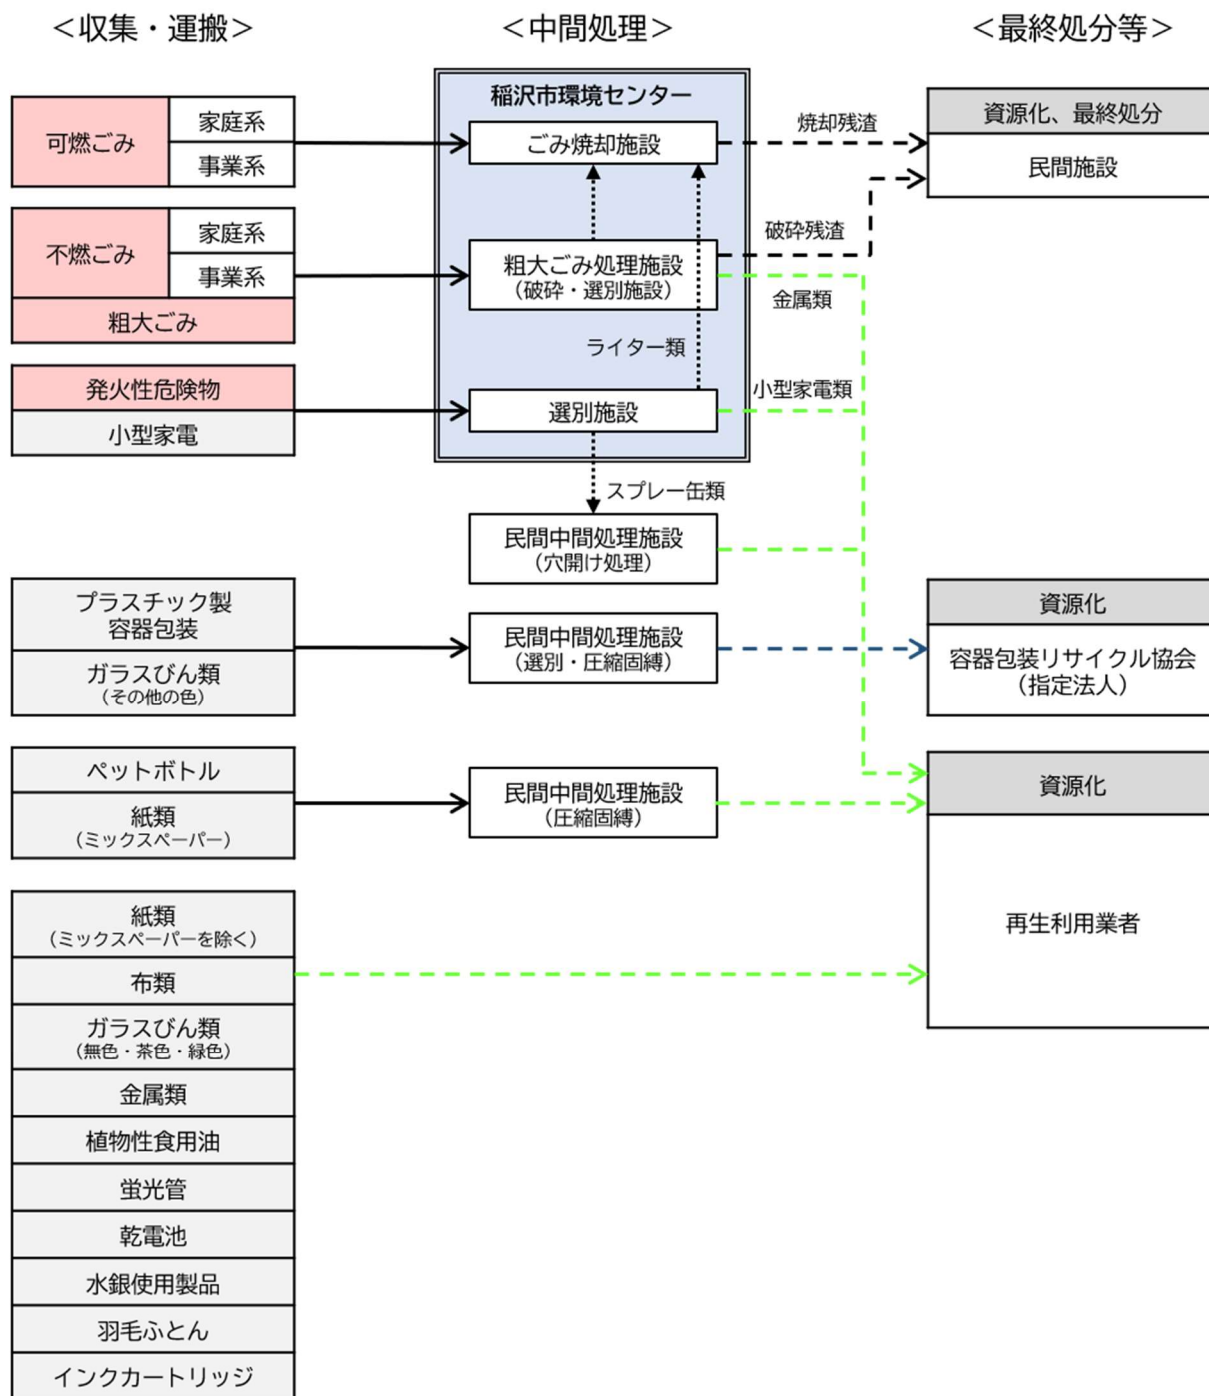 ＜収集・運搬＞
＜中間処理＞
＜最終処分等＞
可燃ごみ
家庭系
事業系
不燃ごみ
家庭系
事業系
粗大ごみ
発火性危険物
小型家電
プラスチック製
容器包装
ガラスびん類
（その他の色）
ペットボトル
紙類
（ミックスペーパー）
紙類
（ミックスペーパーを除く）
布類
ガラスびん類
（無色・茶色・緑色）
金属類
植物性食用油
蛍光管
乾電池
水銀使用製品
羽毛ふとん
インクカートリッジ
稲沢市環境センター
ごみ焼却施設
粗大ごみ処理施設
（破砕・選別施設）
ライター類
選別施設
スプレー缶類
民間中間処理施設
（穴開け処理）
民間中間処理施設
（選別・圧縮固縛）
民間中間処理施設
（圧縮固縛）
焼却残渣
破砕残渣
金属類
小型家電類
資源化、最終処分
民間施設
資源化
容器包装リサイクル協会
（指定法人）
資源化
再生利用業者